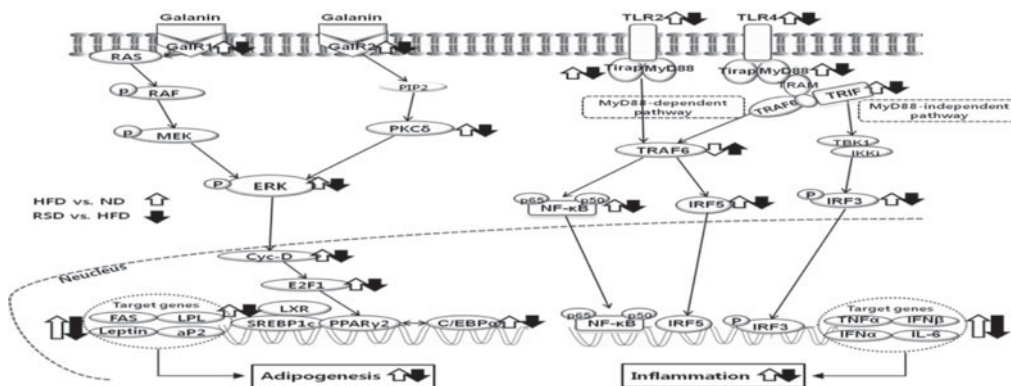 Galanin Galanin TLR2 TLR4
GalR1 GalR2
RAS Tirap MyD88 Tirap MyD88
TRAM
p RAF PIP2 TRAF6 TRIF
MyD88-dependent pathway
MyD88-independent pathway
p MEK PKCδ
TRAF6
TBK1
IKKi
p ERK
HFD vs. ND
RSD vs. HFD
p65 p50
NF-κB IRF5 p IRF3
Neucleus
Cyc-D
E2F1
Target genes
FAS LPL
Leptin aP2
LXR
SREBP1c PPARγ2 C/EBPα
p65 p50
NF-κB IRF5 p IRF3
Target genes
TNFα IFNβ
IFNα IL-6
Adipogenesis Inflammation